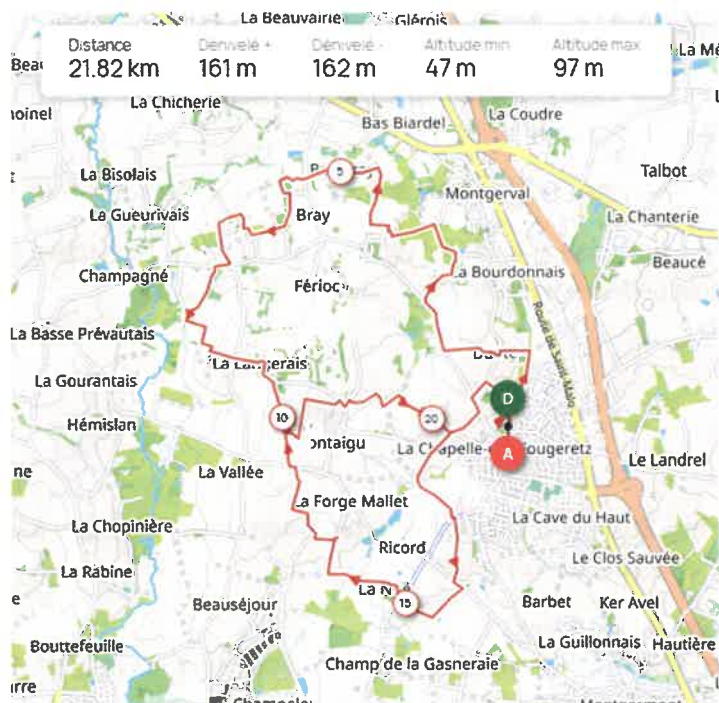 La Beauvairie
Glérois
Distance
Dénivelé +
Dénivelé -
Altitude min
Altitude max
21.82 km
161 m
162 m
47 m
97 m
La Chicherie
La Coudre
Bas Biardel
La Bisolais
5
Talbot
Montgerval
La Gueurivais
Bray
La Chanterie
Beaucé
La Bourdonnais
Champagné
Route de Saint-Malo
La Basse Prévautais
La Gourantais
D
10
20
Hémislan
La Vallée
A
Le Landrel
La Forge Mallet
La Cave du Haut
La Chopinière
Ricord
Le Clos Sauvée
La Rabine
15
Beauséjour
Barbet
Ker Avel
Bouttefeuille
La Guillonnais
Hautière
Champ de la Gasneraie